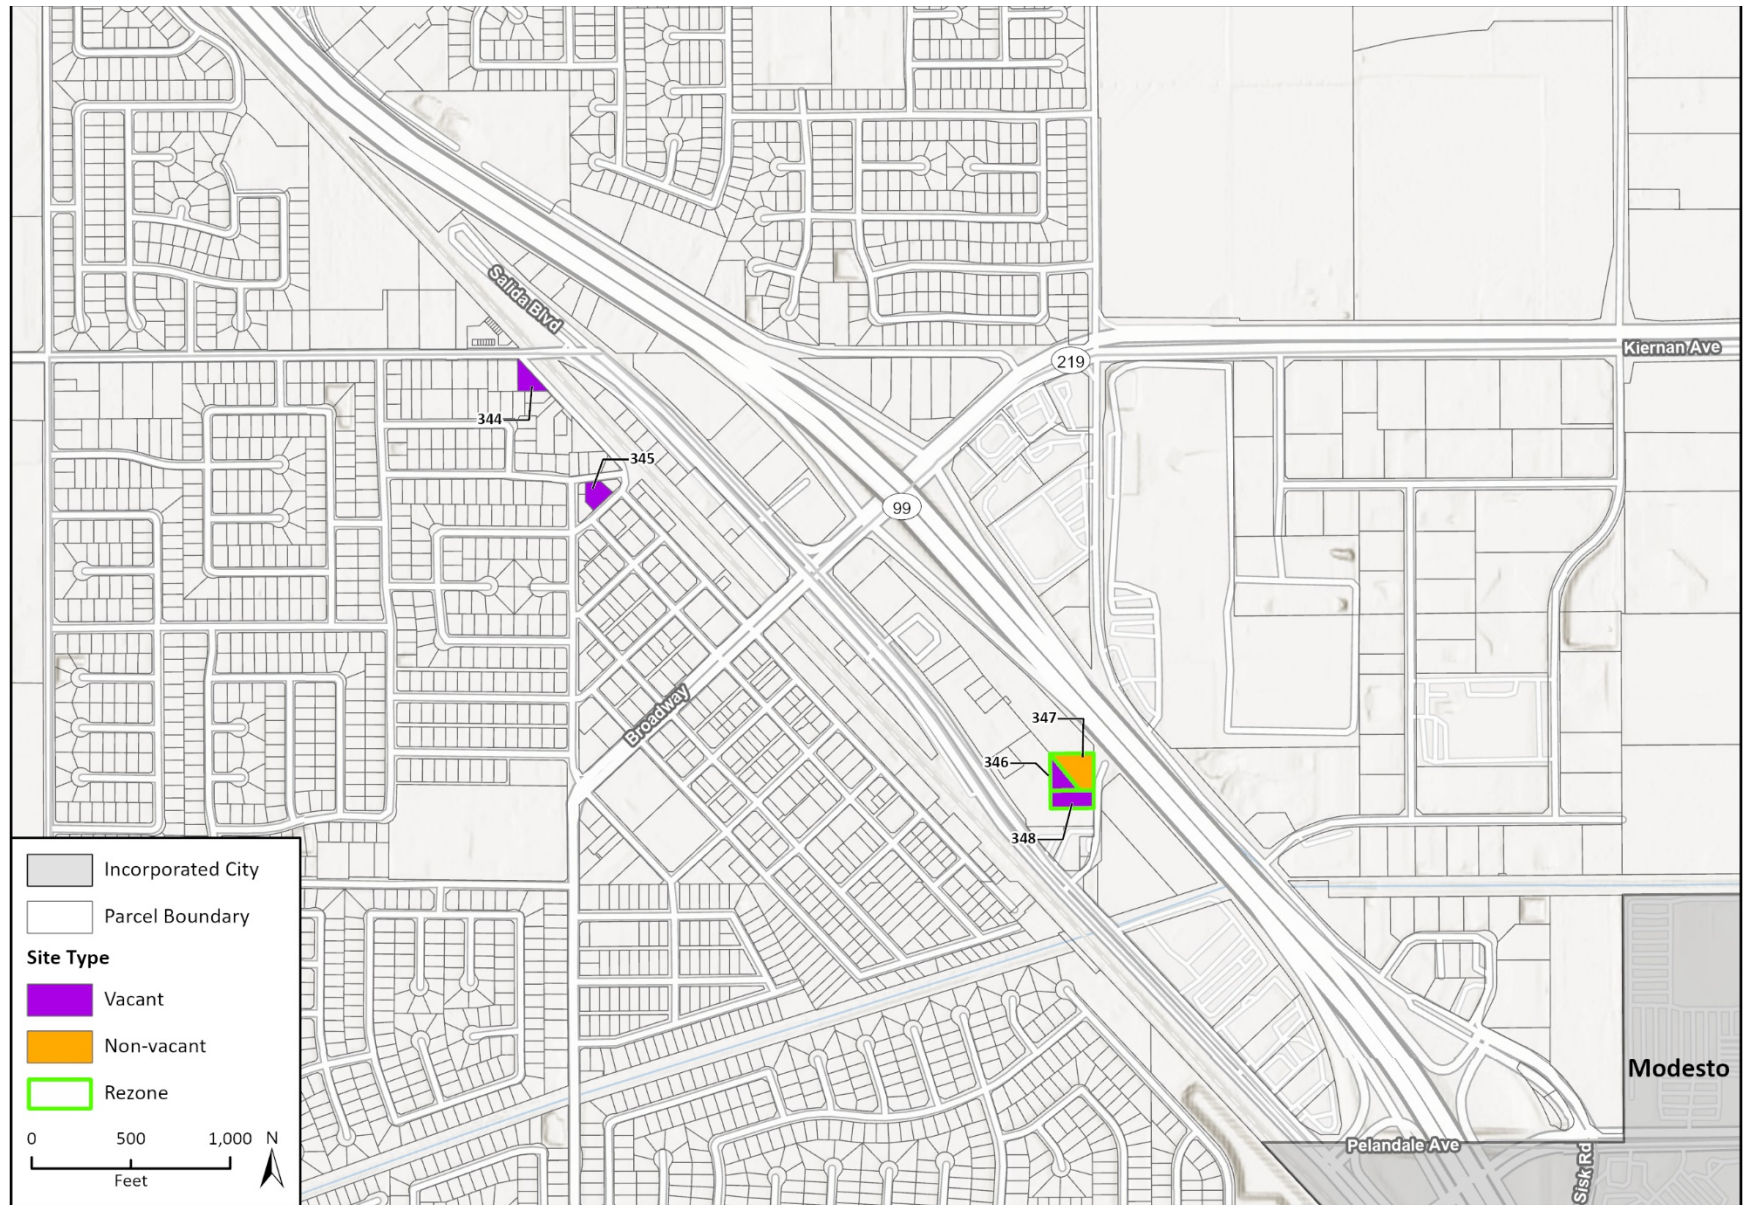 Salida Blvd
Kiernan Ave
219
344
345
99
Broadway
347
346
348
Incorporated City
Parcel Boundary
Site Type
Vacant
Non-vacant
Rezone
0 500 1,000 N
Feet
Modesto
Pelandale Ave
Sisk Rd